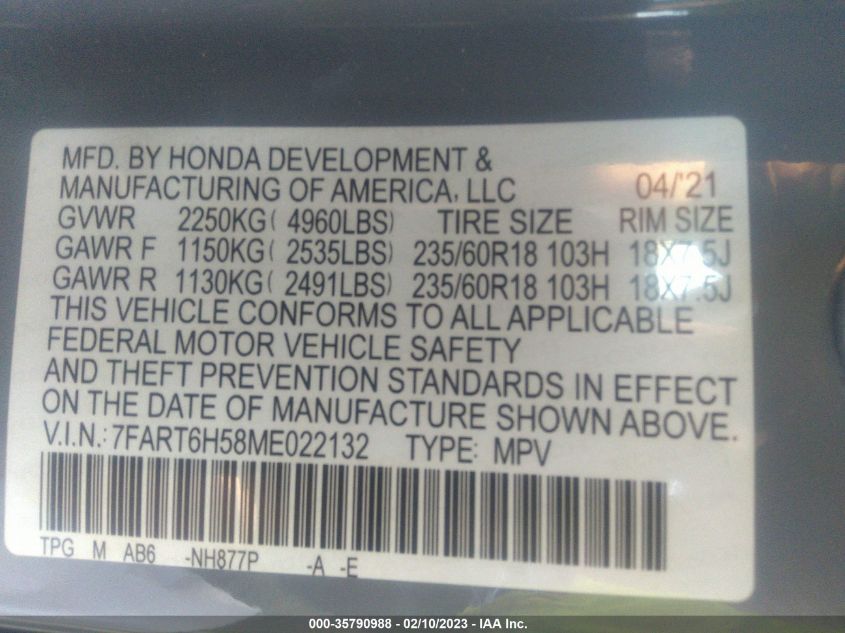 MFD. BY HONDA DEVELOPMENT &
MANUFACTURING OF AMERICA, LLC 04/'21
GVWR 2250KG( 4960LBS) TIRE SIZE RIM SIZE
GAWR F 1150KG( 2535LBS) 235/60R18 103H 18X7.5J
GAWR R 1130KG( 2491LBS) 235/60R18 103H 18X7.5J
THIS VEHICLE CONFORMS TO ALL APPLICABLE
FEDERAL MOTOR VEHICLE SAFETY
AND THEFT PREVENTION STANDARDS IN EFFECT
ON THE DATE OF MANUFACTURE SHOWN ABOVE.
V.I.N.:7FART6H58ME022132 TYPE: MPV
TPG M AB6 -NH877P -A -E
000-35790988 - 02/10/2023 - IAA Inc.